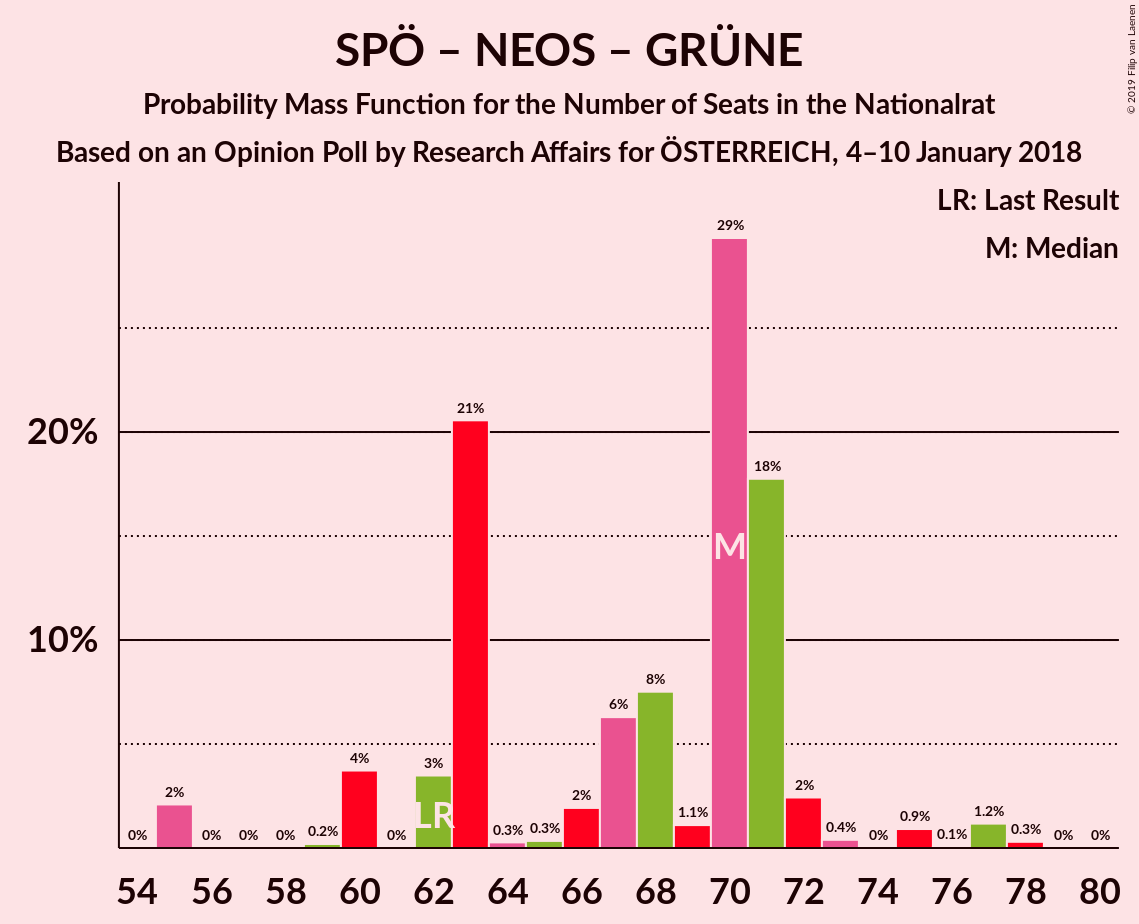 © 2019 Filip van Laenen
SPÖ – NEOS – GRÜNE
Probability Mass Function for the Number of Seats in the Nationalrat
Based on an Opinion Poll by Research Affairs for ÖSTERREICH, 4–10 January 2018
LR: Last Result
M: Median
20%
10%
0% 2% 0% 0% 0% 0.2% 4% 0% 3% 21% 0.3% 0.3% 2% 6% 8% 1.1% 29% 18% 2% 0.4% 0% 0.9% 0.1% 1.2% 0.3% 0% 0%
M
LR
54 56 58 60 62 64 66 68 70 72 74 76 78 80